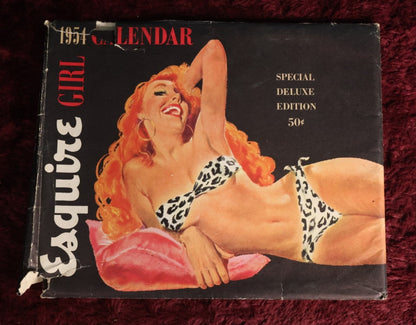 1954 CALENDAR
Esquire GIRL
SPECIAL
DELUXE
EDITION
50¢